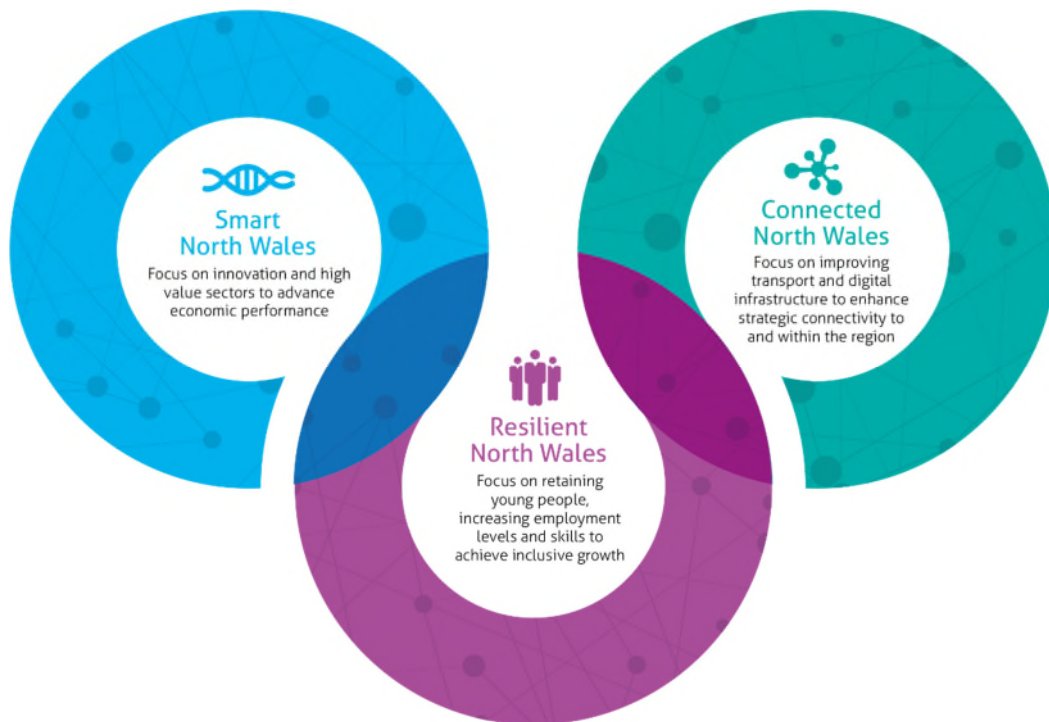 Smart
North Wales
Focus on innovation and high
value sectors to advance
economic performance
Connected
North Wales
Focus on improving
transport and digital
infrastructure to enhance
strategic connectivity to
and within the region
Resilient
North Wales
Focus on retaining
young people,
increasing employment
levels and skills to
achieve inclusive growth